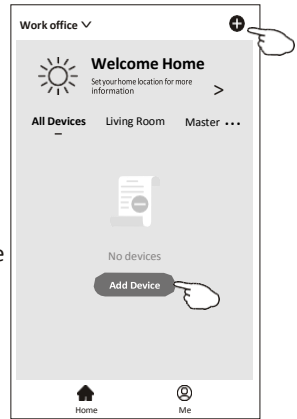 Work office
Welcome Home
Set your home location for more
information
All Devices Living Room Master ...
No devices
e
Add Device
Home Me